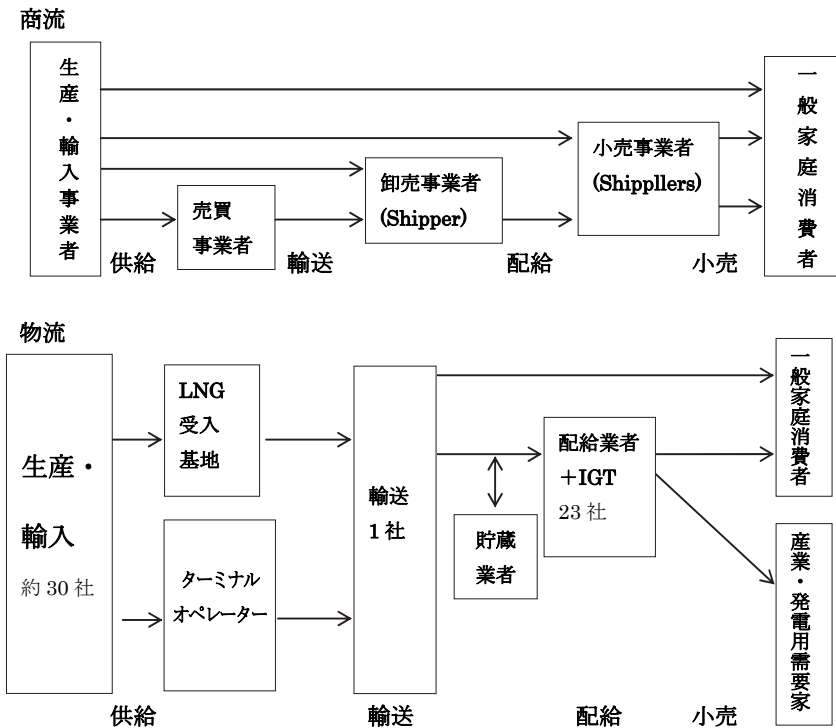 商流
生産・輸入事業者
売買
事業者
卸売事業者
(Shipper)
小売事業者
(Shippllers)
一般家庭消費者
供給
輸送
配給
小売
物流
生産・
輸入
約 30 社
LNG
受入
基地
ターミナル
オペレーター
輸送
1 社
貯蔵
業者
配給業者
＋IGT
23 社
一般家庭消費者
産業・発電用需要家
供給
輸送
配給
小売